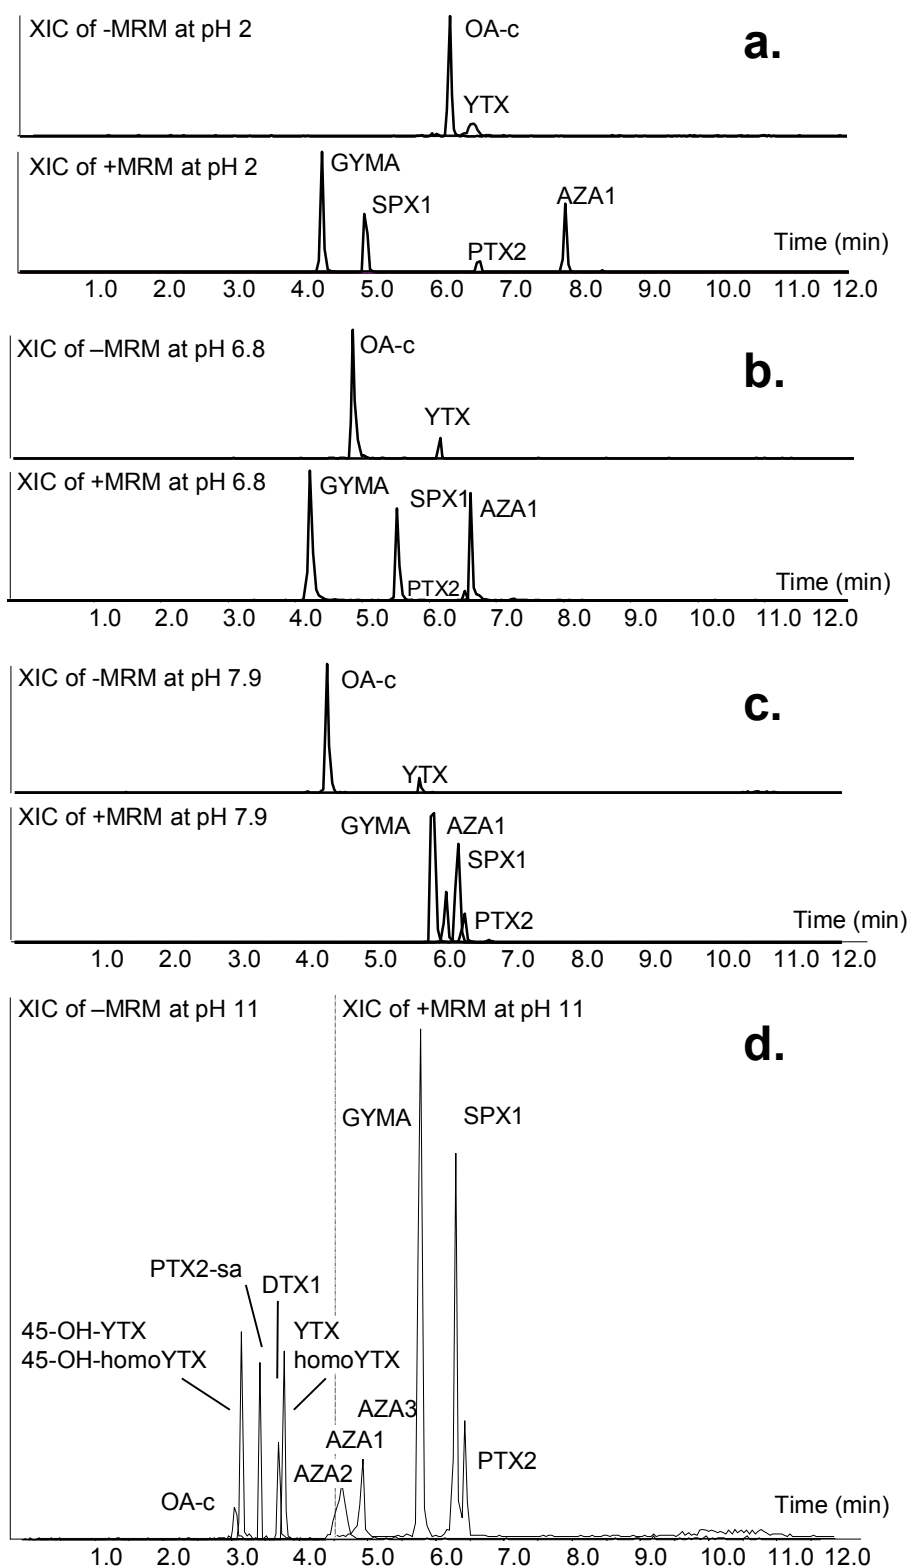 XIC of -MRM at pH 2
OA-c
a.
YTX
XIC of +MRM at pH 2
GYMA
SPX1
AZA1
PTX2
Time (min)
1.0 2.0 3.0 4.0 5.0 6.0 7.0 8.0 9.0 10.0 11.0 12.0
XIC of –MRM at pH 6.8
OA-c
b.
YTX
XIC of +MRM at pH 6.8
GYMA
SPX1
AZA1
PTX2
Time (min)
1.0 2.0 3.0 4.0 5.0 6.0 7.0 8.0 9.0 10.0 11.0 12.0
XIC of -MRM at pH 7.9
OA-c
c.
YTX
XIC of +MRM at pH 7.9
GYMA
AZA1
SPX1
PTX2
Time (min)
1.0 2.0 3.0 4.0 5.0 6.0 7.0 8.0 9.0 10.0 11.0 12.0
XIC of –MRM at pH 11
XIC of +MRM at pH 11
d.
GYMA
SPX1
PTX2-sa
DTX1
45-OH-YTX
45-OH-homoYTX
YTX
homoYTX
AZA3
AZA1
AZA2
PTX2
OA-c
Time (min)
1.0 2.0 3.0 4.0 5.0 6.0 7.0 8.0 9.0 10.0 11.0 12.0